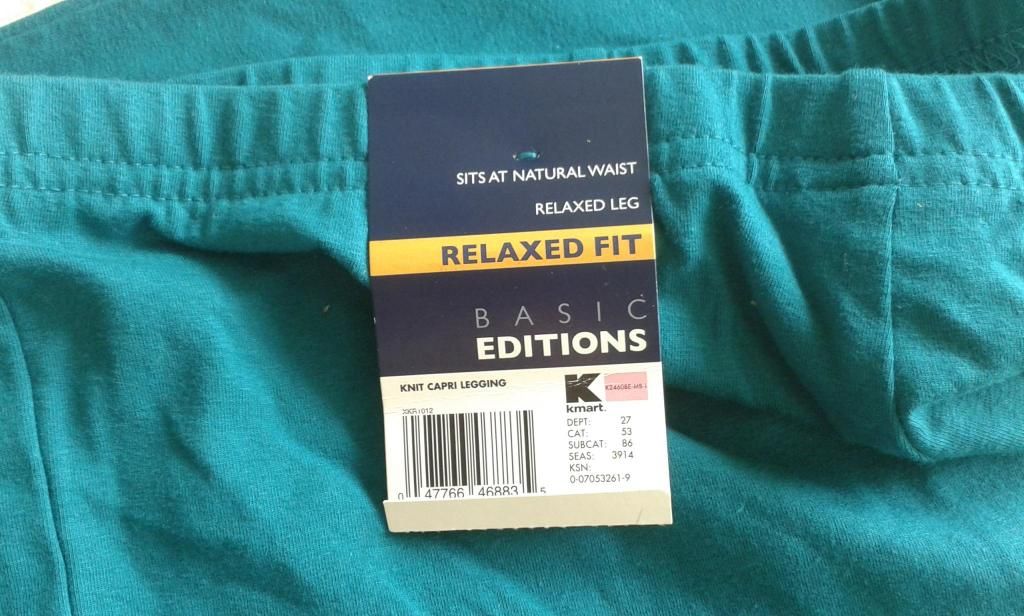 SITS AT NATURAL WAIST
RELAXED LEG
RELAXED FIT
BASIC
EDITIONS
KNIT CAPRI LEGGING
K
kmart.
XKR1012
DEPT: 27
CAT: 53
SUBCAT: 86
SEAS: 3914
KSN:
0-07053261-9
0 47766 46883 5